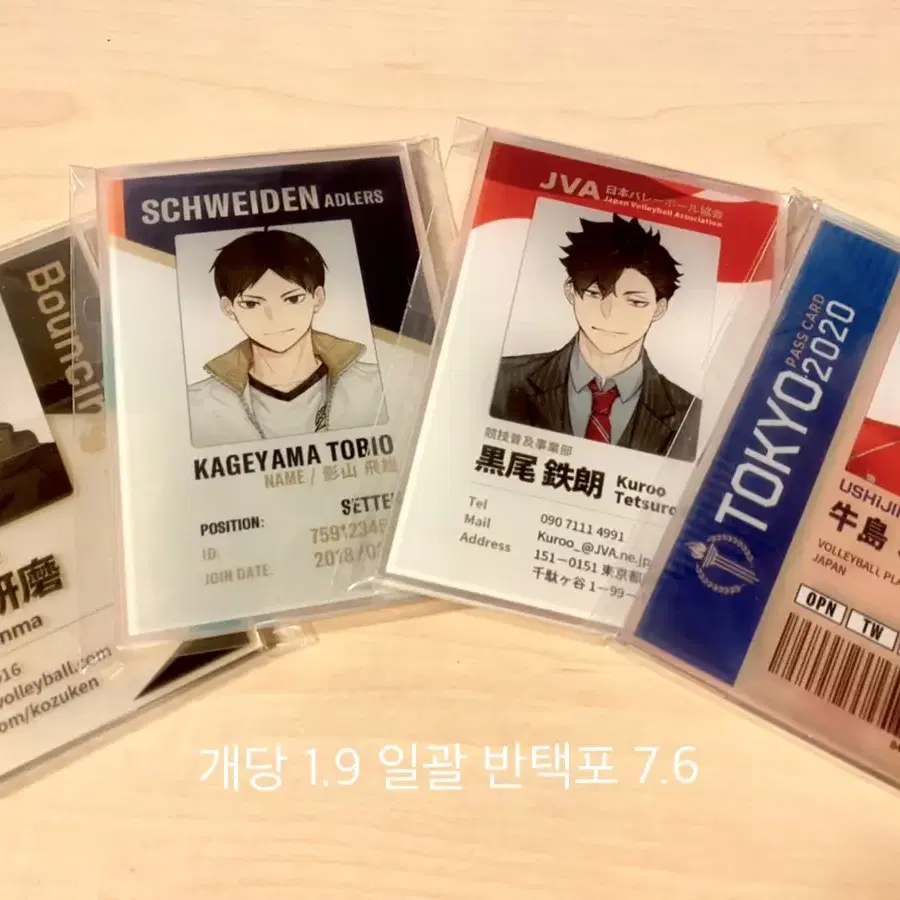 Bouncin
研磨
nma
016
volleyball.com
com/kozuken
SCHWEIDEN ADLERS
KAGEYAMA TOBIO
NAME / 影山 飛雄
POSITION: SETTE
ID:
JOIN DATE: 2018
JVA 日本バレーボール協会
Japan Volleyball Association
競技普及事業部
黒尾 鉄朗 Kuroo
Tetsuro
Tel 090 7111 4991
Mail Kuroo_@JVA.ne.jp
Address 151-0151 東京都
千駄ヶ谷 1-99-
TOKYO 2020
PASS CARD
USHIJI
牛島
VOLLEYBALL PLA
JAPAN
OPN TW
개당 1.9 일괄 반택포 7.6